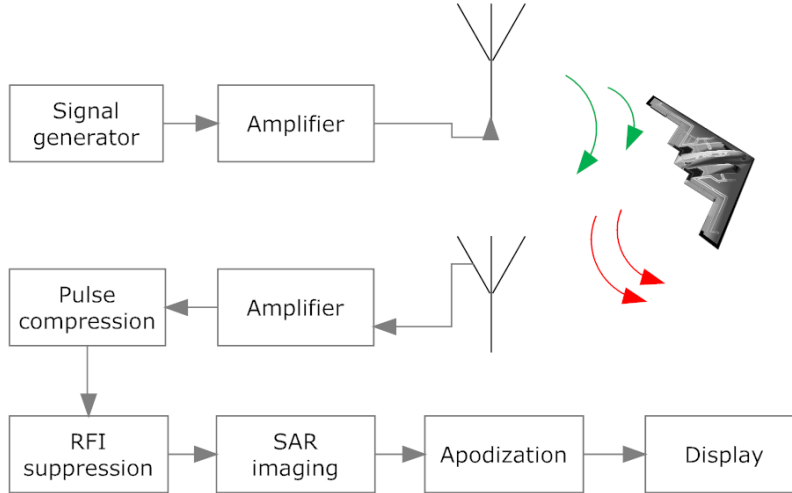 Signal
generator
Amplifier
Pulse
compression
Amplifier
RFI
suppression
SAR
imaging
Apodization
Display